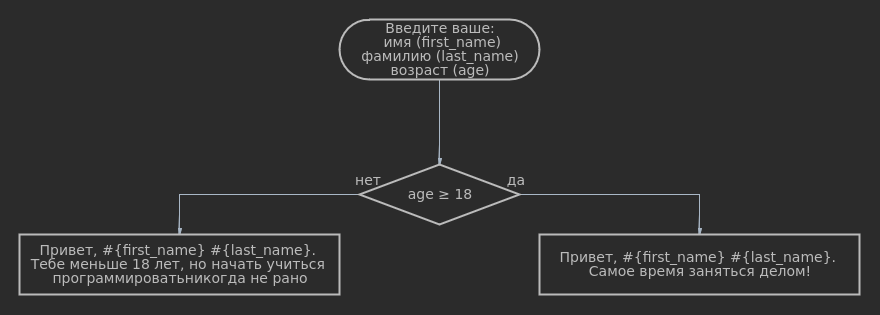 Введите ваше:
имя (first_name)
фамилию (last_name)
возраст (age)
нет
age ≥ 18
да
Привет, #{first_name} #{last_name}.
Тебе меньше 18 лет, но начать учиться
программироватьникогда не рано
Привет, #{first_name} #{last_name}.
Самое время заняться делом!